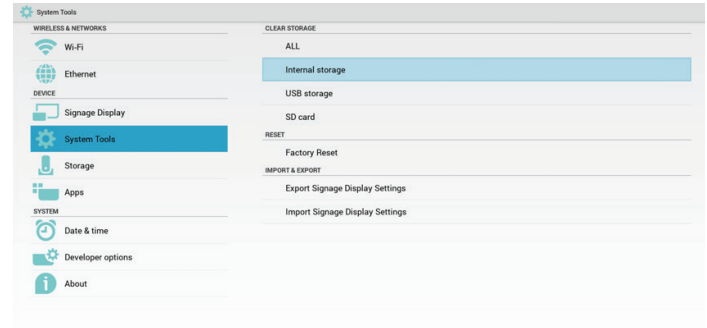 System Tools
WIRELESS & NETWORKS
Wi-Fi
Ethernet
DEVICE
Signage Display
System Tools
Storage
Apps
SYSTEM
Date & time
Developer options
About
CLEAR STORAGE
ALL
Internal storage
USB storage
SD card
RESET
Factory Reset
IMPORT & EXPORT
Export Signage Display Settings
Import Signage Display Settings